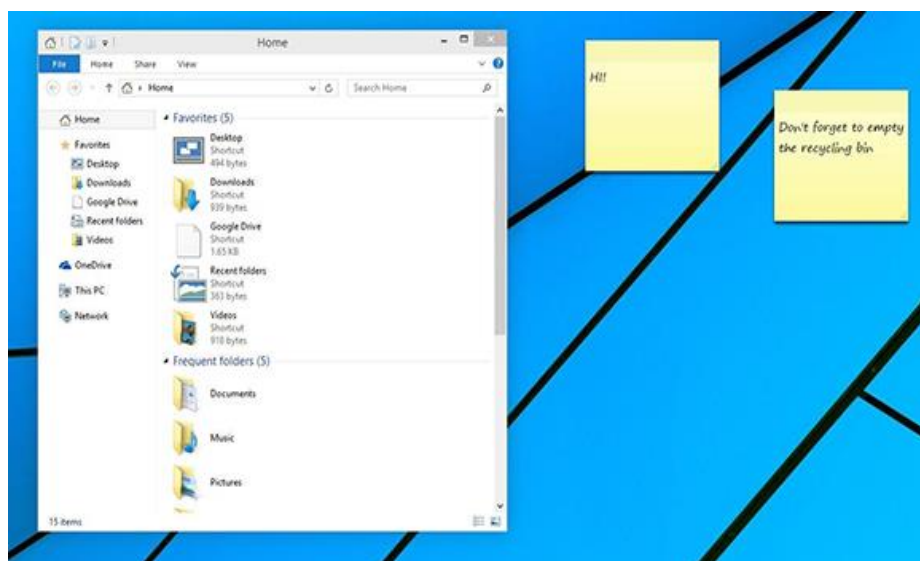 Home
File Home Share View
Home
Search Home
Home
Favorites
Desktop
Downloads
Google Drive
Recent folders
Videos
OneDrive
This PC
Network
Favorites (5)
Desktop
Shortcut
494 bytes
Downloads
Shortcut
939 bytes
Google Drive
Shortcut
1.65 KB
Recent folders
Shortcut
363 bytes
Videos
Shortcut
918 bytes
Frequent folders (5)
Documents
Music
Pictures
15 items
Hi!
Don't forget to empty
the recycling bin